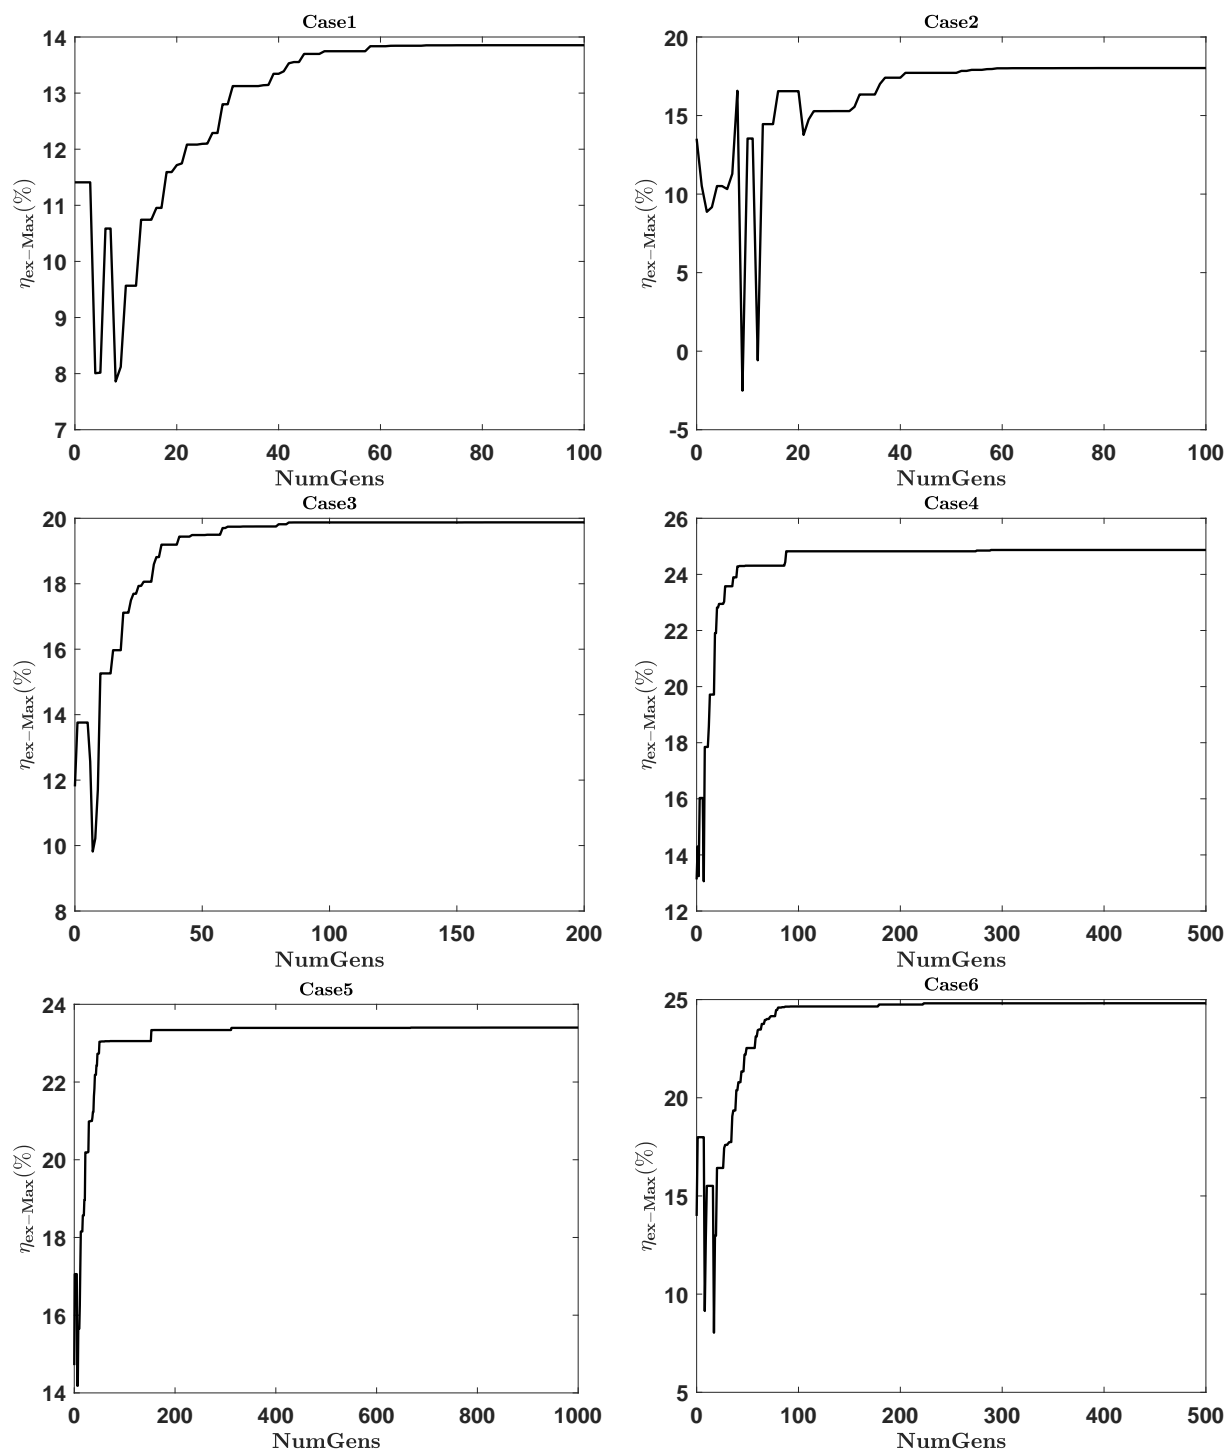 Case1
14
13
12
11
10
9
8
7
η_ex−Max(%)
0 20 40 60 80 100
NumGens
Case2
20
15
10
5
0
-5
η_ex−Max(%)
0 20 40 60 80 100
NumGens
Case3
20
18
16
14
12
10
8
η_ex−Max(%)
0 50 100 150 200
NumGens
Case4
26
24
22
20
18
16
14
12
η_ex−Max(%)
0 100 200 300 400 500
NumGens
Case5
24
22
20
18
16
14
η_ex−Max(%)
0 200 400 600 800 1000
NumGens
Case6
25
20
15
10
5
η_ex−Max(%)
0 100 200 300 400 500
NumGens